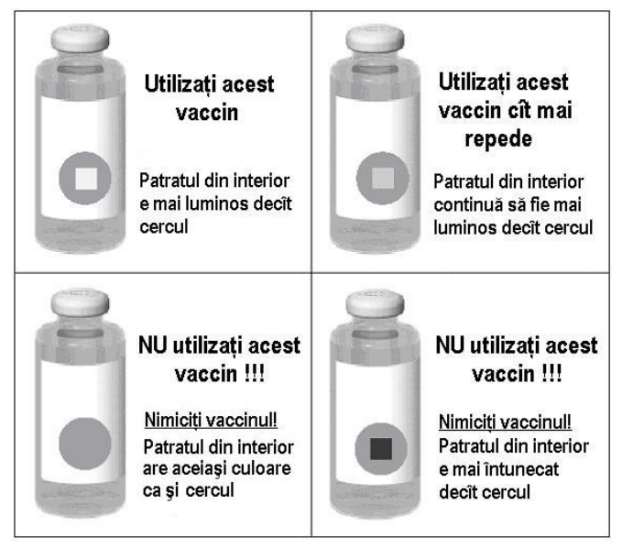 Utilizați acest
vaccin
Patratul din interior
e mai luminos decît
cercul
Utilizați acest
vaccin cît mai
repede
Patratul din interior
continuă să fie mai
luminos decît cercul
NU utilizați acest
vaccin !!!
Nimiciți vaccinul!
Patratul din interior
are aceiaşi culoare
ca şi cercul
NU utilizați acest
vaccin !!!
Nimiciți vaccinul!
Patratul din interior
e mai întunecat
decît cercul